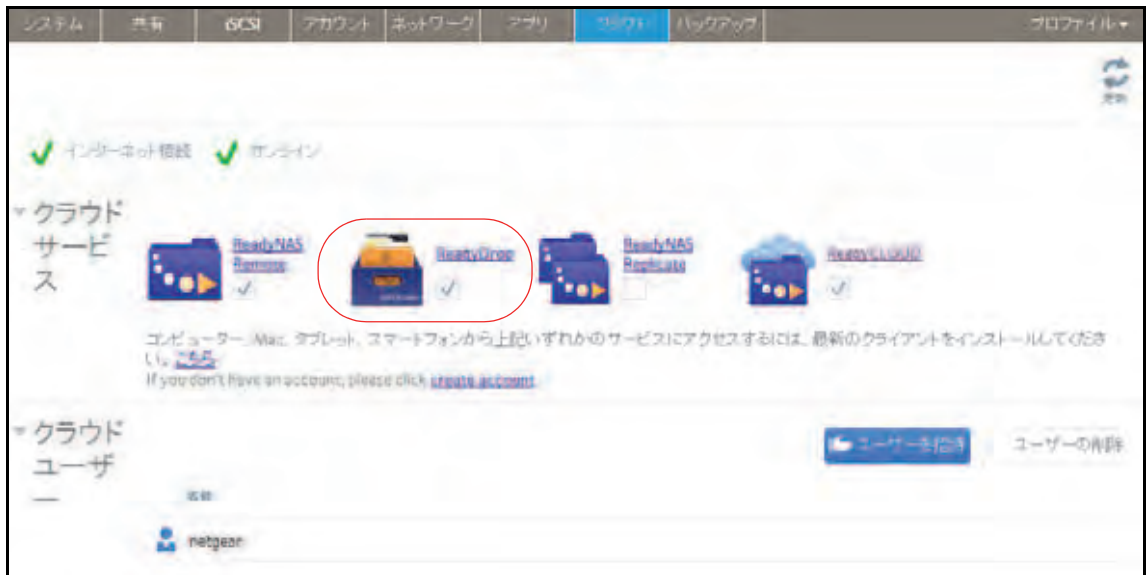 システム 共有 iSCSI アカウント ネットワーク アプリ クラウド バックアップ プロファイル
更新
インターネット接続 オンライン
クラウド
サービ
ス
ReadyNAS
Remote
ReadyDrop
ReadyNAS
Replicate
ReadyCLOUD
コンピューター、Mac、タブレット、スマートフォンから上記いずれかのサービスにアクセスするには、最新のクライアントをインストールしてくださ
い。こちら
If you don't have an account, please click create account
クラウド
ユーザ
ー
ユーザーを招待 ユーザーの削除
名前
netgear